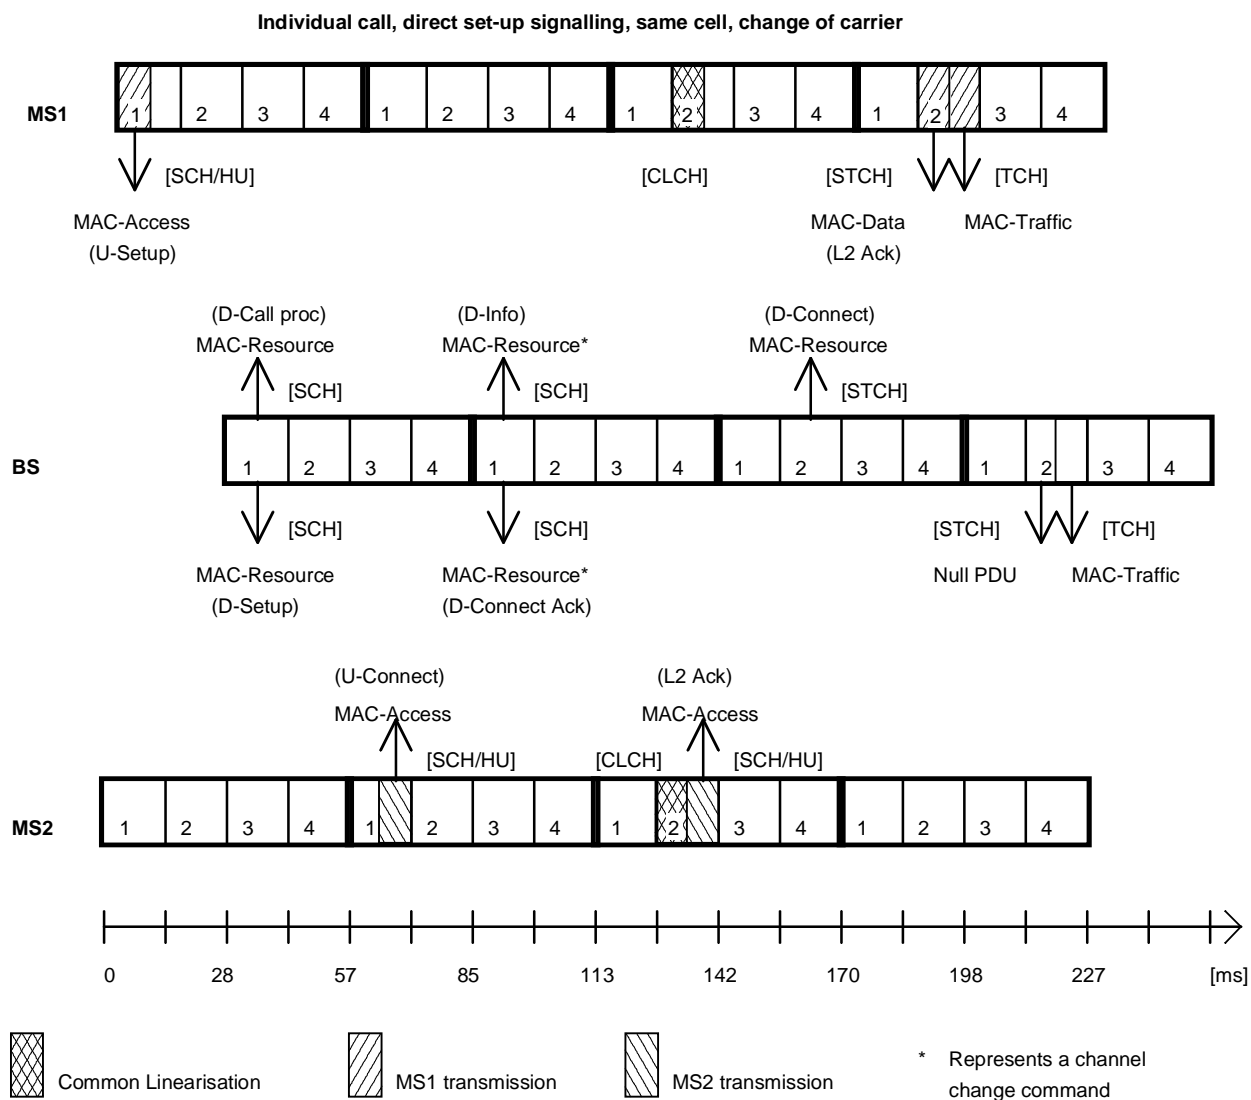 Individual call, direct set-up signalling, same cell, change of carrier
MS1
1 2 3 4 1 2 3 4 1 2 3 4 1 2 3 4
[SCH/HU] [CLCH] [STCH] [TCH]
MAC-Access MAC-Data MAC-Traffic
(U-Setup) (L2 Ack)
(D-Call proc) (D-Info) (D-Connect)
MAC-Resource MAC-Resource* MAC-Resource
[SCH] [SCH] [STCH]
BS
1 2 3 4 1 2 3 4 1 2 3 4 1 2 3 4
[SCH] [SCH] [STCH] [TCH]
MAC-Resource MAC-Resource* Null PDU MAC-Traffic
(D-Setup) (D-Connect Ack)
(U-Connect) (L2 Ack)
MAC-Access MAC-Access
[SCH/HU] [CLCH] [SCH/HU]
MS2
1 2 3 4 1 2 3 4 1 2 3 4 1 2 3 4
0 28 57 85 113 142 170 198 227 [ms]
Common Linearisation MS1 transmission MS2 transmission * Represents a channel
change command